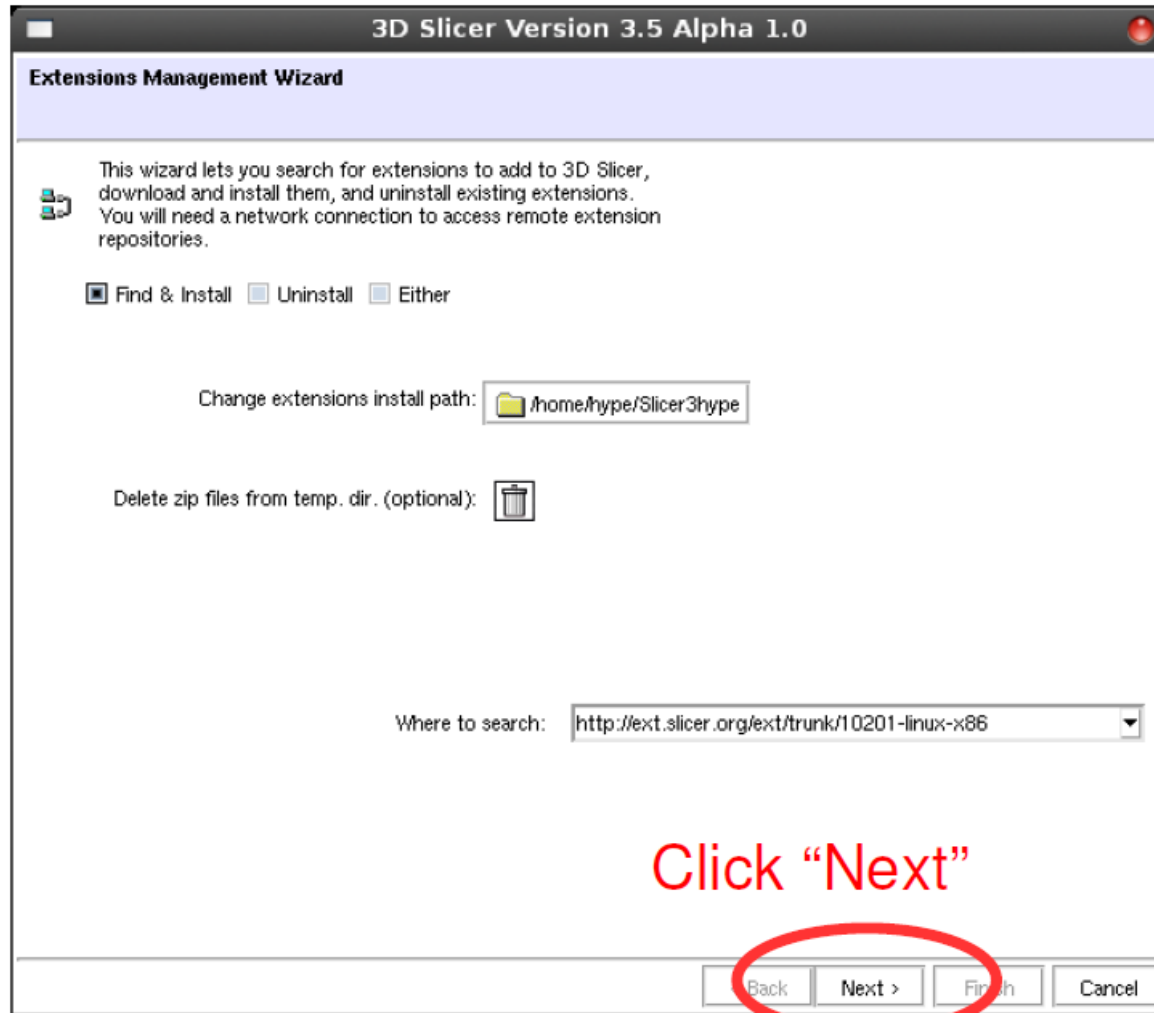 3D Slicer Version 3.5 Alpha 1.0
Extensions Management Wizard
This wizard lets you search for extensions to add to 3D Slicer,
download and install them, and uninstall existing extensions.
You will need a network connection to access remote extension
repositories.
Find & Install Uninstall Either
Change extensions install path: /home/hype/Slicer3hype
Delete zip files from temp. dir. (optional):
Where to search: http://ext.slicer.org/ext/trunk/10201-linux-x86
Click “Next”
Back Next > Finish Cancel